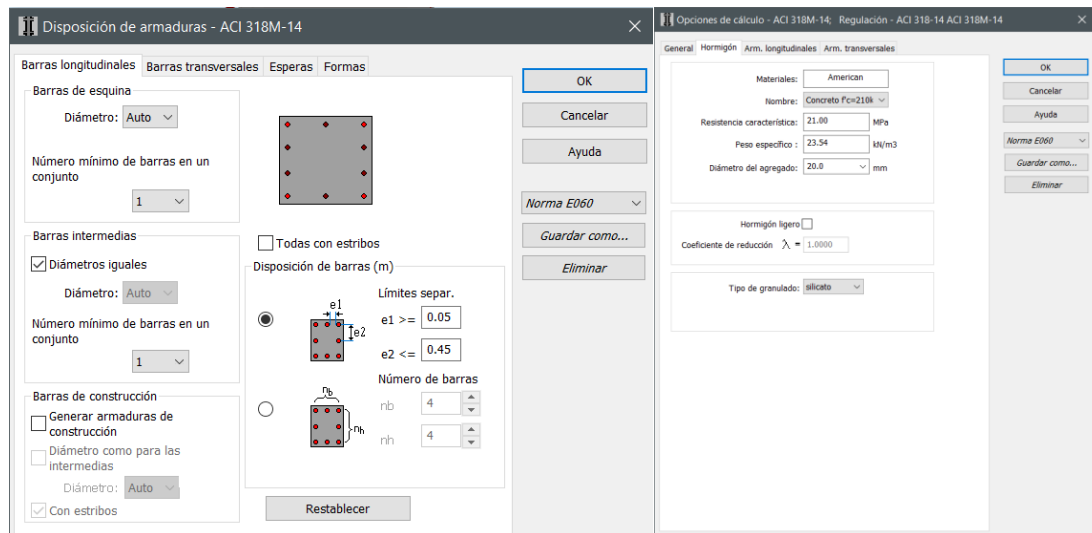 Disposición de armaduras - ACI 318M-14
Barras longitudinales Barras transversales Esperas Formas
Barras de esquina
Diámetro: Auto
Número mínimo de barras en un
conjunto
1
Barras intermedias
Diámetros iguales
Diámetro: Auto
Número mínimo de barras en un
conjunto
1
Barras de construcción
Generar armaduras de
construcción
Diámetro como para las
intermedias
Diámetro: Auto
Con estribos
Todas con estribos
Disposición de barras (m)
e1
e2
Límites separ.
e1 >= 0.05
e2 <= 0.45
Número de barras
nb
nh
nb 4
nh 4
Restablecer
OK
Cancelar
Ayuda
Norma E060
Guardar como...
Eliminar
Opciones de cálculo - ACI 318M-14; Regulación - ACI 318-14 ACI 318M-14
General Hormigón Arm. longitudinales Arm. transversales
Materiales: American
Nombre: Concreto f'c=210k
Resistencia característica: 21.00 MPa
Peso específico : 23.54 kN/m3
Diámetro del agregado: 20.0 mm
Hormigón ligero
Coeficiente de reducción λ = 1.0000
Tipo de granulado: silicato
OK
Cancelar
Ayuda
Norma E060
Guardar como...
Eliminar